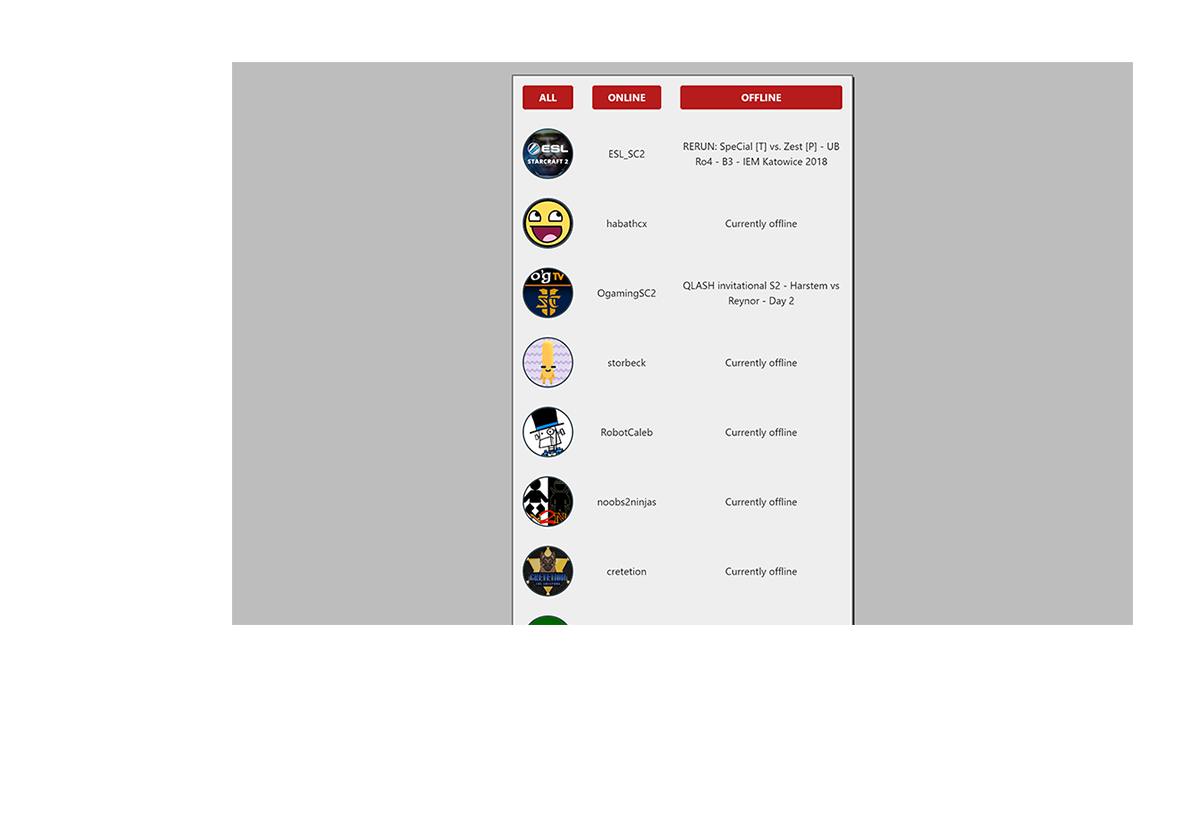 ALL ONLINE OFFLINE
ESL
STARCRAFT 2
ESL_SC2
RERUN: SpeCial [T] vs. Zest [P] - UB
Ro4 - B3 - IEM Katowice 2018
habathcx
Currently offline
O'G TV
OgamingSC2
QLASH invitational S2 - Harstem vs
Reynor - Day 2
storbeck
Currently offline
RobotCaleb
Currently offline
noobs2ninjas
Currently offline
CRETETION
cretetion
Currently offline